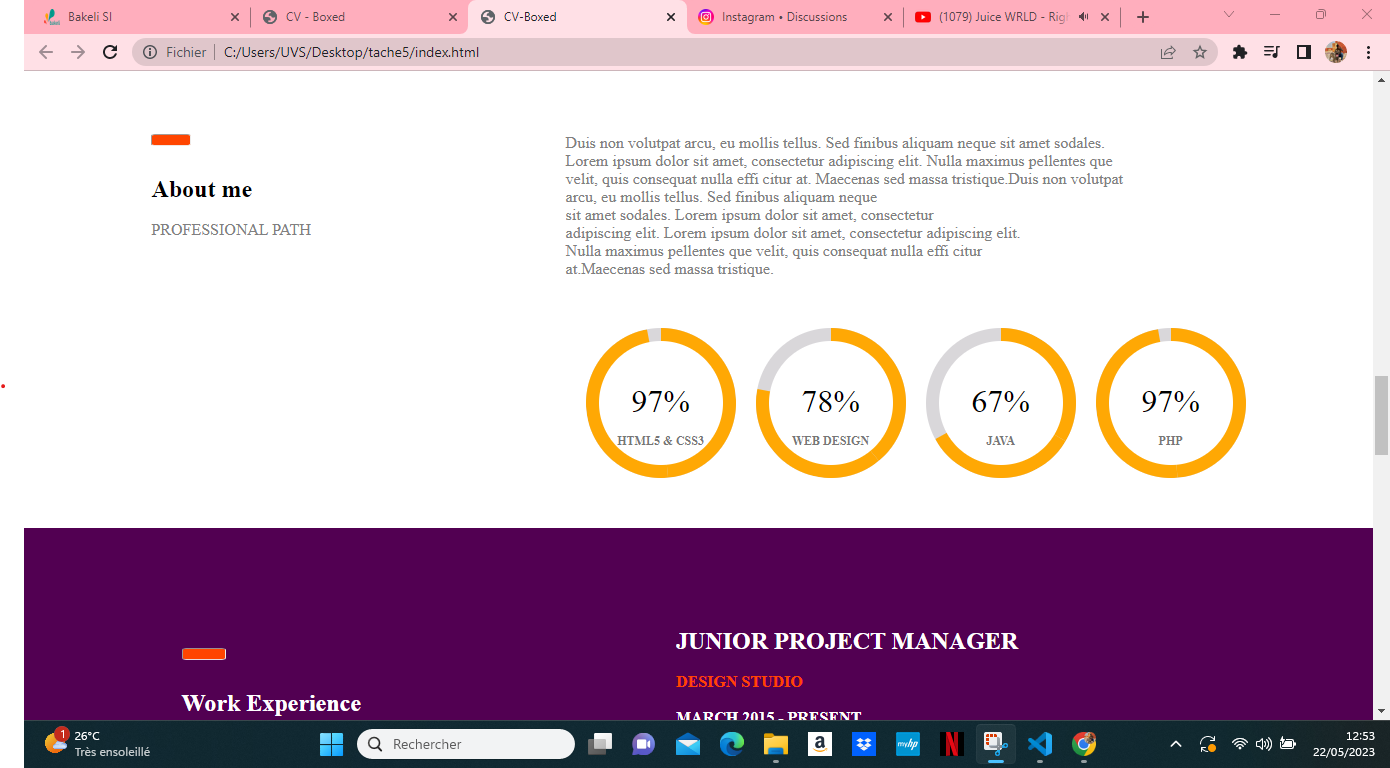 Bakeli SI
CV - Boxed
CV-Boxed
Instagram • Discussions
(1079) Juice WRLD - Rig
Fichier
C:/Users/UVS/Desktop/tache5/index.html
About me
PROFESSIONAL PATH
Duis non volutpat arcu, eu mollis tellus. Sed finibus aliquam neque sit amet sodales.
Lorem ipsum dolor sit amet, consectetur adipiscing elit. Nulla maximus pellentes que
velit, quis consequat nulla effi citur at. Maecenas sed massa tristique.Duis non volutpat
arcu, eu mollis tellus. Sed finibus aliquam neque
sit amet sodales. Lorem ipsum dolor sit amet, consectetur
adipiscing elit. Lorem ipsum dolor sit amet, consectetur adipiscing elit.
Nulla maximus pellentes que velit, quis consequat nulla effi citur
at.Maecenas sed massa tristique.
97%
HTML5 & CSS3
78%
WEB DESIGN
67%
JAVA
97%
PHP
Work Experience
JUNIOR PROJECT MANAGER
DESIGN STUDIO
MARCH 2015 - PRESENT
1
26°C
Très ensoleillé
Rechercher
a
myhp
N
12:53
22/05/2023